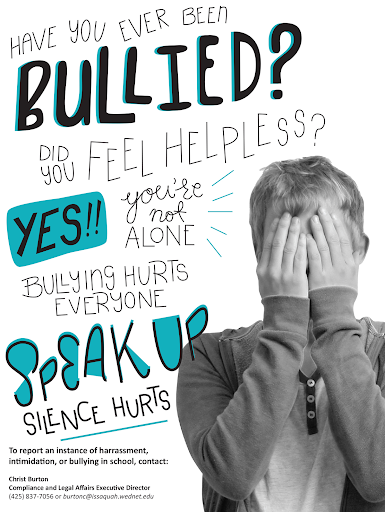 HAVE YOU EVER BEEN
BULLIED?
DID YOU FEEL HELPLESS?
YES!!
you're
not
ALONE
BULLYING HURTS
EVERYONE
SPEAK UP
SILENCE HURTS
To report an instance of harrassment,
intimidation, or bullying in school, contact:
Christ Burton
Compliance and Legal Affairs Executive Director
(425) 837-7056 or burtonc@issaquah.wednet.edu